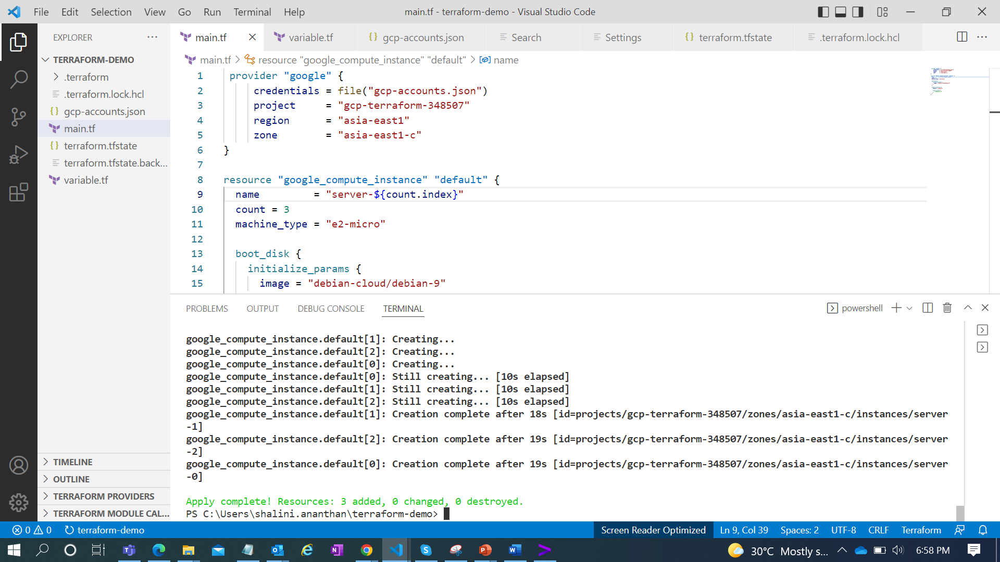 File Edit Selection View Go Run Terminal Help
main.tf - terraform-demo - Visual Studio Code
EXPLORER
main.tf
variable.tf
gcp-accounts.json
Search
Settings
terraform.tfstate
.terraform.lock.hcl
TERRAFORM-DEMO
.terraform
.terraform.lock.hcl
gcp-accounts.json
main.tf
terraform.tfstate
terraform.tfstate.back...
variable.tf
TIMELINE
OUTLINE
TERRAFORM PROVIDERS
TERRAFORM MODULE CAL...
main.tf > resource "google_compute_instance" "default" > name
1 provider "google" {
2 credentials = file("gcp-accounts.json")
3 project = "gcp-terraform-348507"
4 region = "asia-east1"
5 zone = "asia-east1-c"
6 }
7
8 resource "google_compute_instance" "default" {
9 name = "server-${count.index}"
10 count = 3
11 machine_type = "e2-micro"
12
13 boot_disk {
14 initialize_params {
15 image = "debian-cloud/debian-9"
PROBLEMS OUTPUT DEBUG CONSOLE TERMINAL
powershell
google_compute_instance.default[1]: Creating...
google_compute_instance.default[2]: Creating...
google_compute_instance.default[0]: Creating...
google_compute_instance.default[0]: Still creating... [10s elapsed]
google_compute_instance.default[1]: Still creating... [10s elapsed]
google_compute_instance.default[2]: Still creating... [10s elapsed]
google_compute_instance.default[1]: Creation complete after 18s [id=projects/gcp-terraform-348507/zones/asia-east1-c/instances/server
-1]
google_compute_instance.default[2]: Creation complete after 19s [id=projects/gcp-terraform-348507/zones/asia-east1-c/instances/server
-2]
google_compute_instance.default[0]: Creation complete after 19s [id=projects/gcp-terraform-348507/zones/asia-east1-c/instances/server
-0]
Apply complete! Resources: 3 added, 0 changed, 0 destroyed.
PS C:\Users\shalini.ananthan\terraform-demo>
0 0 terraform-demo
Screen Reader Optimized Ln 9, Col 39 Spaces: 2 UTF-8 CRLF Terraform
30°C Mostly s... 6:58 PM